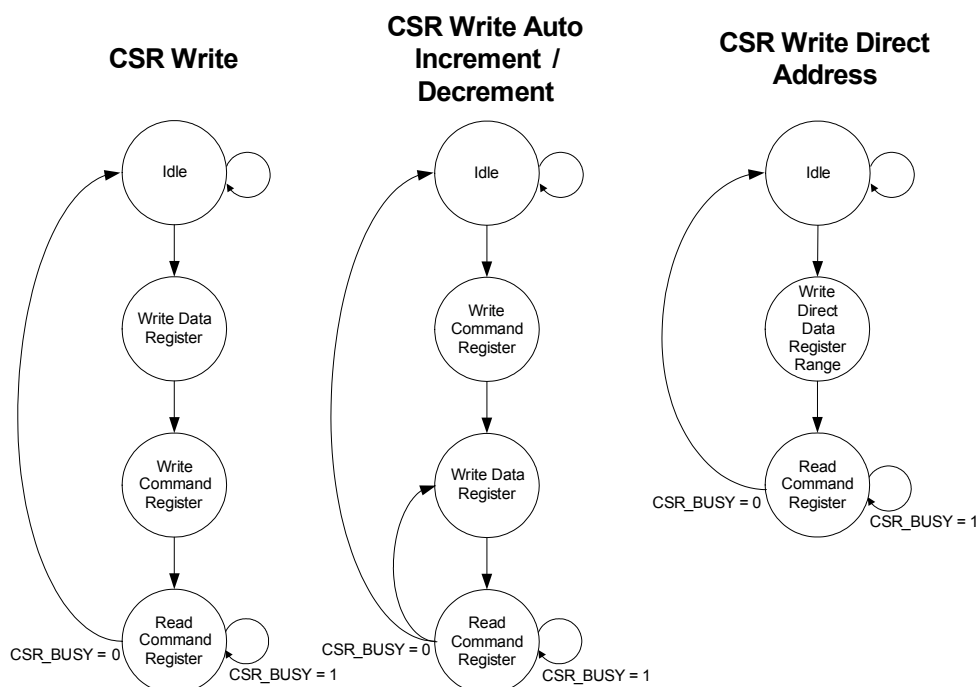 CSR Write
Idle
Write Data
Register
Write
Command
Register
Read
Command
Register
CSR_BUSY = 0
CSR_BUSY = 1
CSR Write Auto
Increment /
Decrement
Idle
Write
Command
Register
Write Data
Register
Read
Command
Register
CSR_BUSY = 0
CSR_BUSY = 1
CSR Write Direct
Address
Idle
Write
Direct
Data
Register
Range
Read
Command
Register
CSR_BUSY = 0
CSR_BUSY = 1